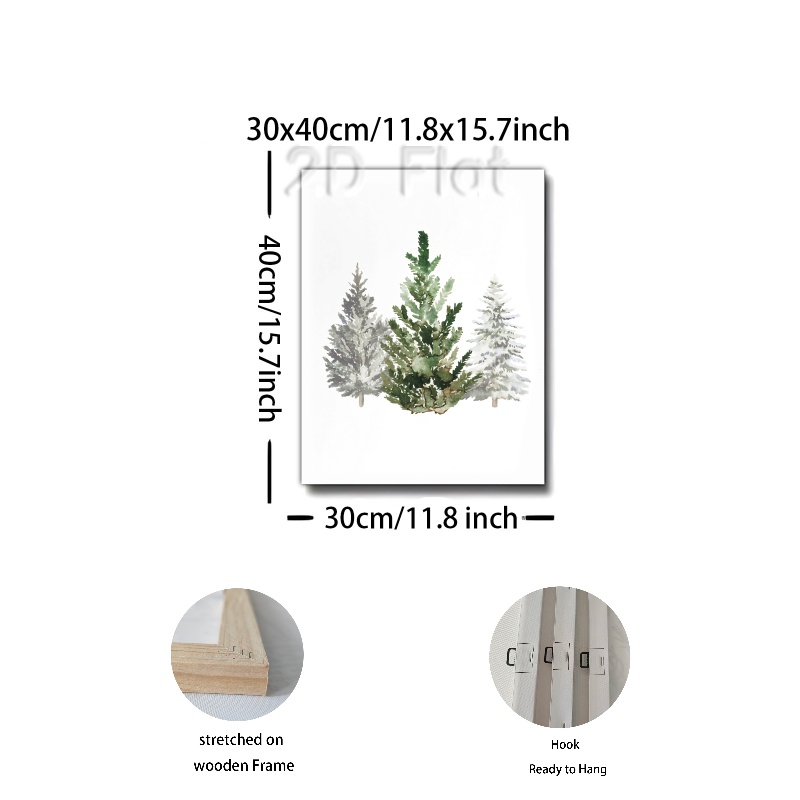 30x40cm/11.8x15.7inch
2D Flat
40cm/15.7inch
30cm/11.8 inch
stretched on
wooden Frame
Hook
Ready to Hang